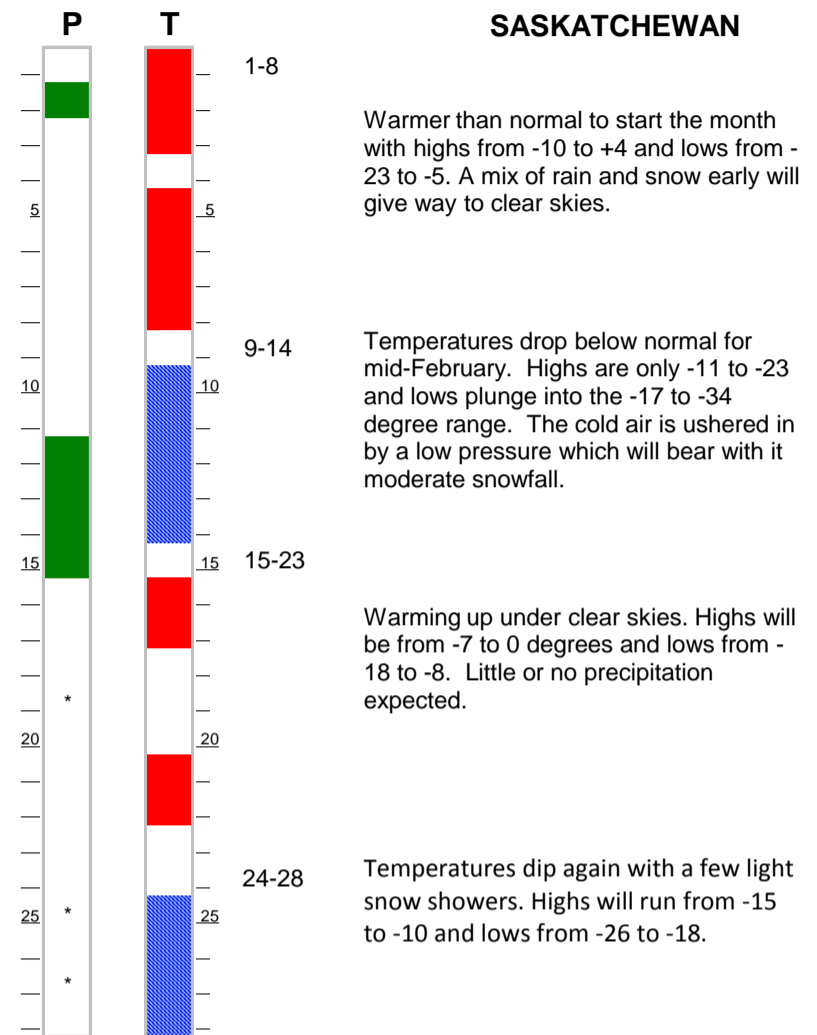 P T SASKATCHEWAN
1-8
Warmer than normal to start the month
with highs from -10 to +4 and lows from -
23 to -5. A mix of rain and snow early will
give way to clear skies.
5 5
9-14
Temperatures drop below normal for
mid-February.  Highs are only -11 to -23
and lows plunge into the -17 to -34
degree range.  The cold air is ushered in
by a low pressure which will bear with it
moderate snowfall.
10 10
15 15 15-23
Warming up under clear skies. Highs will
be from -7 to 0 degrees and lows from -
18 to -8.  Little or no precipitation
expected.
*
20 20
24-28
Temperatures dip again with a few light
snow showers. Highs will run from -15
to -10 and lows from -26 to -18.
25 * 25
*